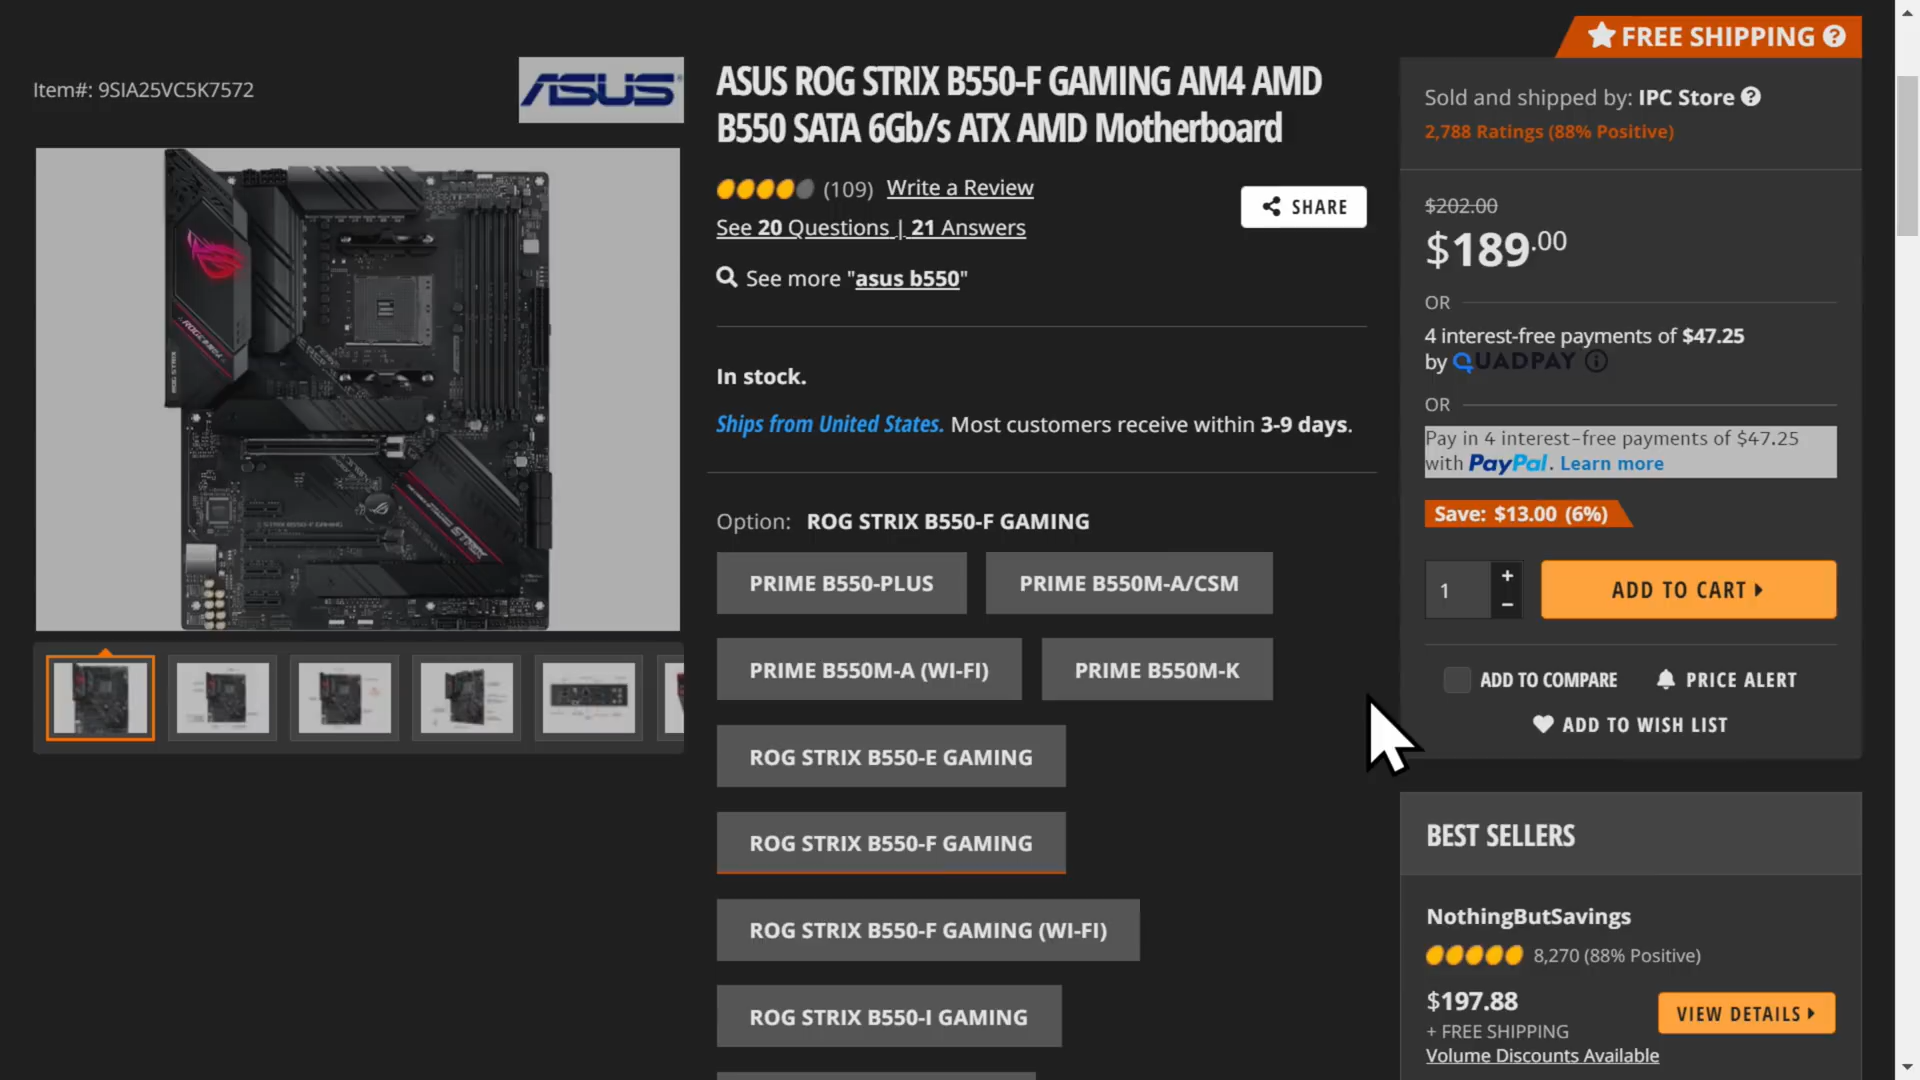 FREE SHIPPING ?
Item#: 9SIA25VC5K7572
ASUS
ASUS ROG STRIX B550-F GAMING AM4 AMD
B550 SATA 6Gb/s ATX AMD Motherboard
(109) Write a Review
See 20 Questions | 21 Answers
SHARE
See more "asus b550"
In stock.
Ships from United States. Most customers receive within 3-9 days.
Option: ROG STRIX B550-F GAMING
PRIME B550-PLUS
PRIME B550M-A/CSM
PRIME B550M-A (WI-FI)
PRIME B550M-K
ROG STRIX B550-E GAMING
ROG STRIX B550-F GAMING
ROG STRIX B550-F GAMING (WI-FI)
ROG STRIX B550-I GAMING
Sold and shipped by: IPC Store ?
2,788 Ratings (88% Positive)
$202.00
$189.00
OR
4 interest-free payments of $47.25
by QUADPAY i
OR
Pay in 4 interest-free payments of $47.25
with PayPal. Learn more
Save: $13.00 (6%)
1
+
−
ADD TO CART
ADD TO COMPARE
PRICE ALERT
ADD TO WISH LIST
BEST SELLERS
NothingButSavings
8,270 (88% Positive)
$197.88
+ FREE SHIPPING
VIEW DETAILS
Volume Discounts Available